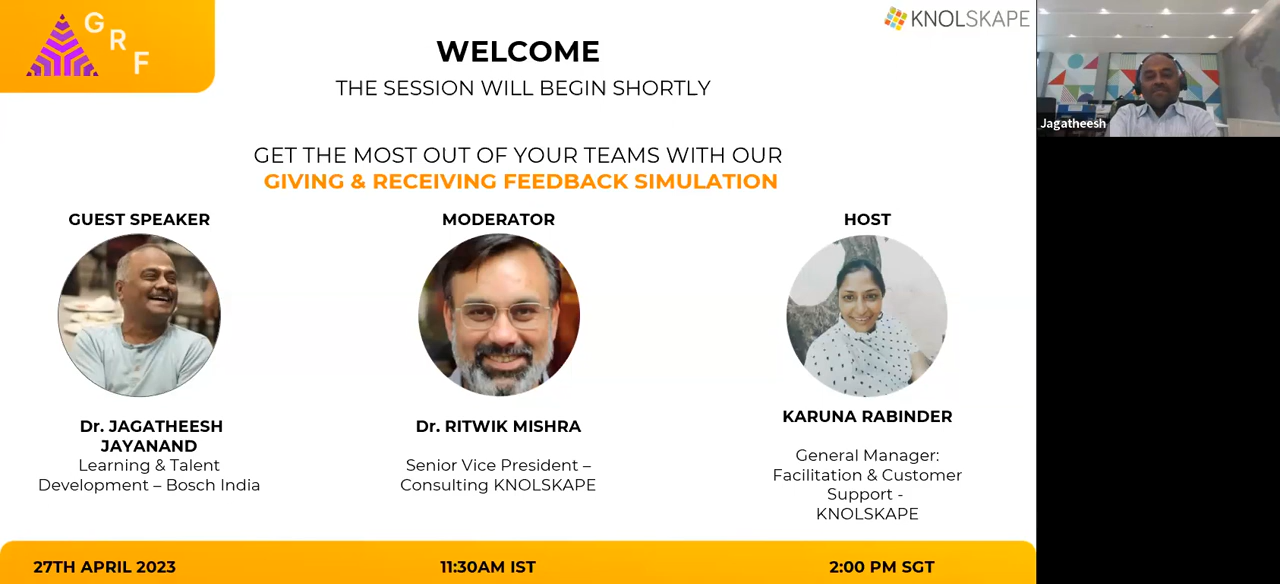 G
R
F
KNOLSKAPE
WELCOME
THE SESSION WILL BEGIN SHORTLY
GET THE MOST OUT OF YOUR TEAMS WITH OUR
GIVING & RECEIVING FEEDBACK SIMULATION
GUEST SPEAKER
Dr. JAGATHEESH
JAYANAND
Learning & Talent
Development – Bosch India
MODERATOR
Dr. RITWIK MISHRA
Senior Vice President –
Consulting KNOLSKAPE
HOST
KARUNA RABINDER
General Manager:
Facilitation & Customer
Support -
KNOLSKAPE
27TH APRIL 2023
11:30AM IST
2:00 PM SGT
Jagatheesh